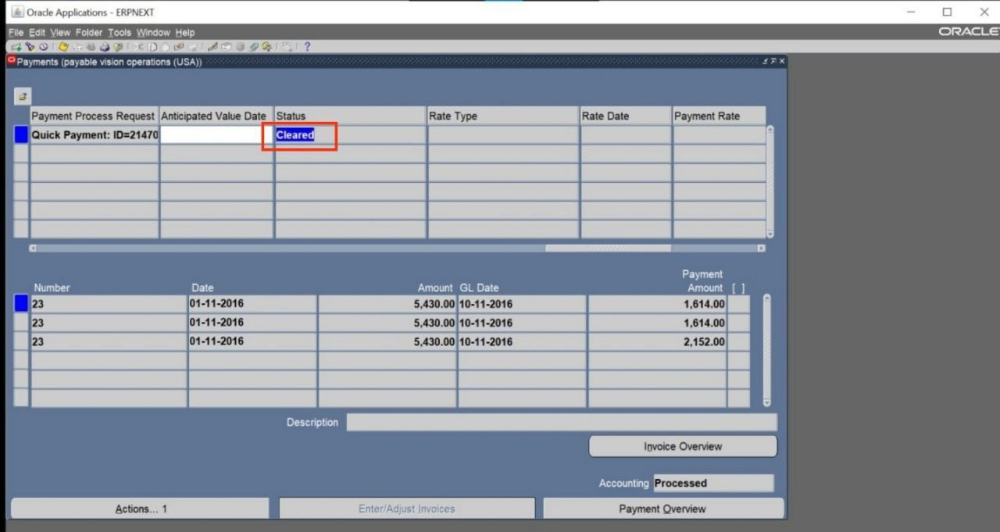 Oracle Applications - ERPNEXT
File Edit View Folder Tools Window Help
ORACLE
Payments (payable vision operations (USA))
Payment Process Request Anticipated Value Date Status Rate Type Rate Date Payment Rate
Quick Payment: ID=21470 Cleared
Payment
Number Date Amount GL Date Amount [ ]
23 01-11-2016 5,430.00 10-11-2016 1,614.00
23 01-11-2016 5,430.00 10-11-2016 1,614.00
23 01-11-2016 5,430.00 10-11-2016 2,152.00
Description
Invoice Overview
Accounting Processed
Actions... 1 Enter/Adjust Invoices Payment Overview